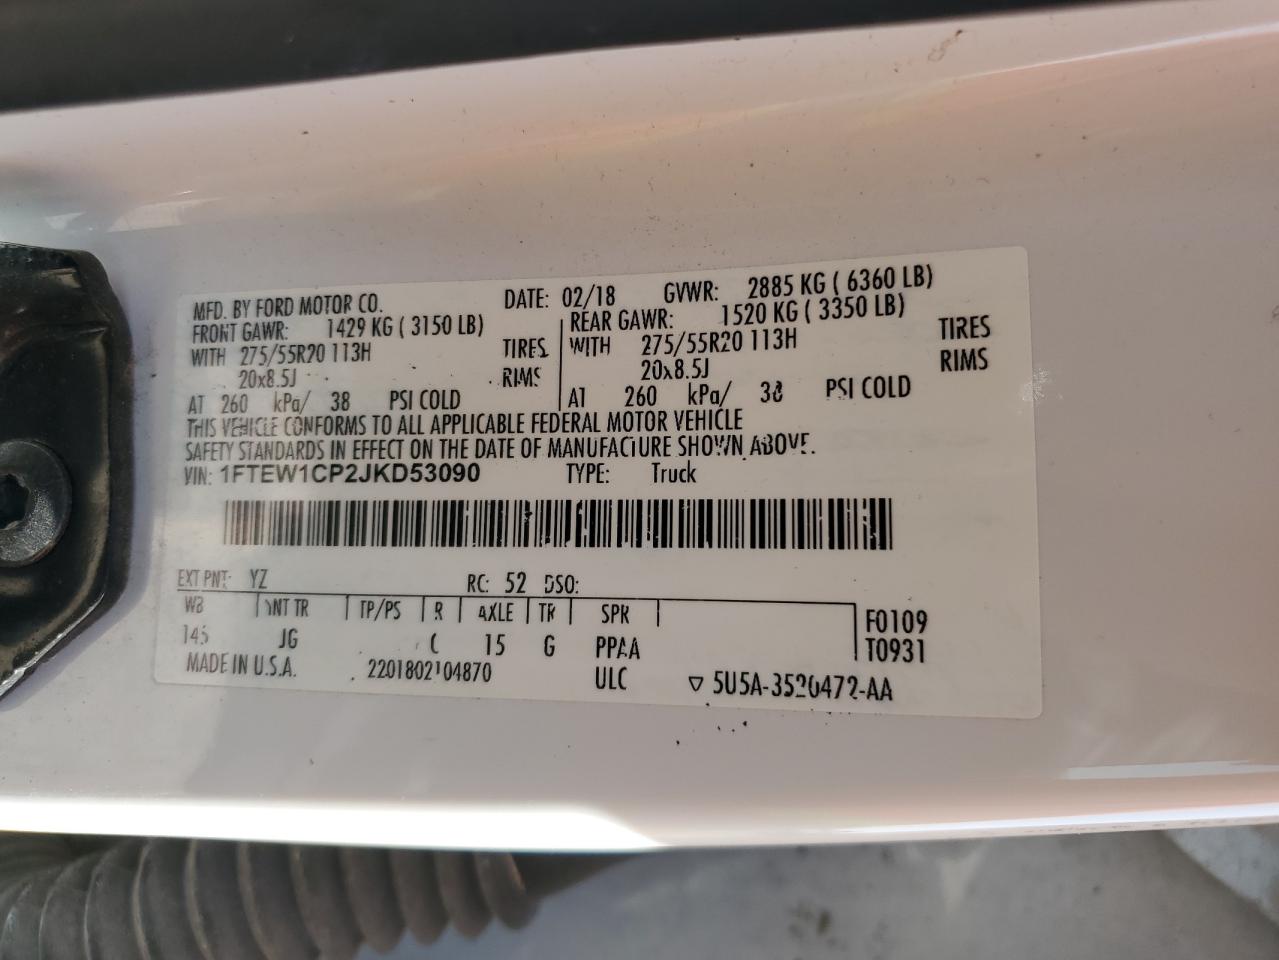 MFD. BY FORD MOTOR CO. DATE: 02/18 GVWR: 2885 KG ( 6360 LB)
FRONT GAWR: 1429 KG ( 3150 LB) REAR GAWR: 1520 KG ( 3350 LB)
WITH 275/55R20 113H TIRES WITH 275/55R20 113H TIRES
20x8.5J RIMS 20x8.5J RIMS
AT 260 kPa/ 38 PSI COLD AT 260 kPa/ 38 PSI COLD
THIS VEHICLE CONFORMS TO ALL APPLICABLE FEDERAL MOTOR VEHICLE
SAFETY STANDARDS IN EFFECT ON THE DATE OF MANUFACTURE SHOWN ABOVE.
VIN: 1FTEW1CP2JKD53090 TYPE: Truck
EXT PNT: YZ RC: 52 DSO:
WB INT TR TP/PS R AXLE TR SPR F0109
145 JG C 15 G PPAA T0931
MADE IN U.S.A. 2201802104870 ULC ▽ 5U5A-3520472-AA